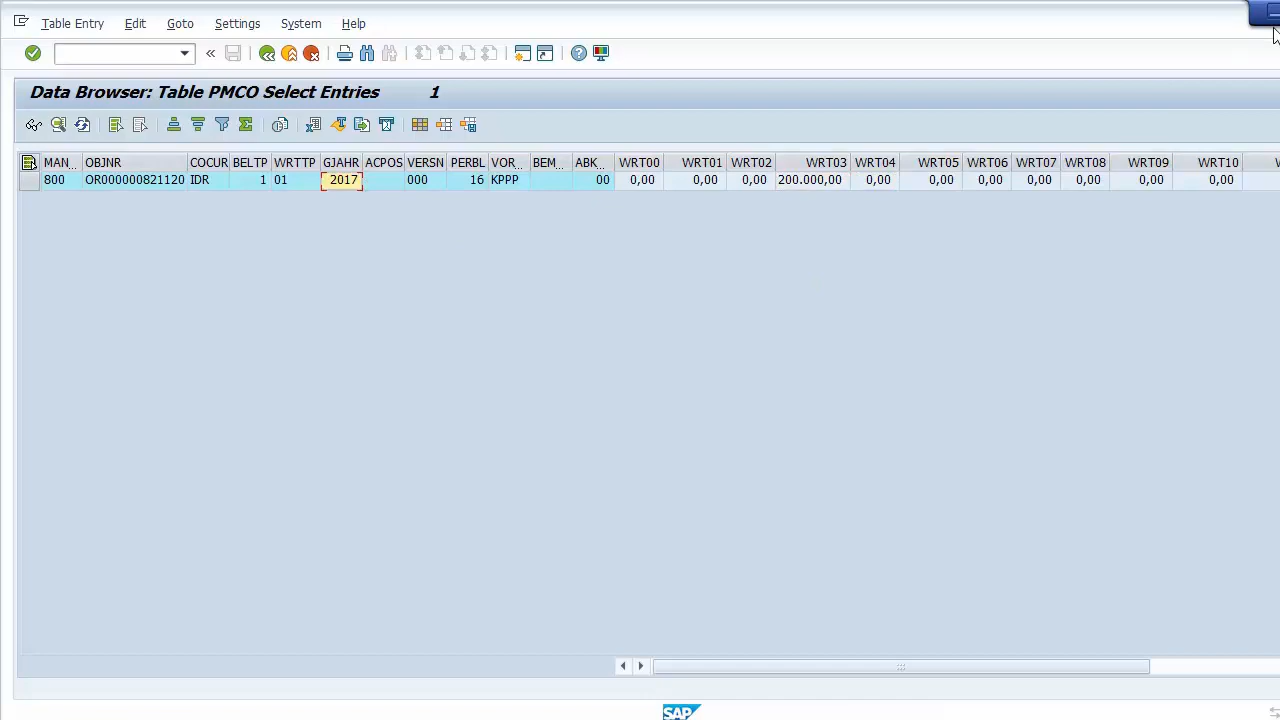 Table Entry Edit Goto Settings System Help
Data Browser: Table PMCO Select Entries 1
MAN... OBJNR COCUR BELTP WRTTP GJAHR ACPOS VERSN PERBL VOR... BEM... ABK... WRT00 WRT01 WRT02 WRT03 WRT04 WRT05 WRT06 WRT07 WRT08 WRT09 WRT10
800 OR000000821120 IDR 1 01 2017 000 16 KPPP 00 0,00 0,00 0,00 200.000,00 0,00 0,00 0,00 0,00 0,00 0,00 0,00
SAP